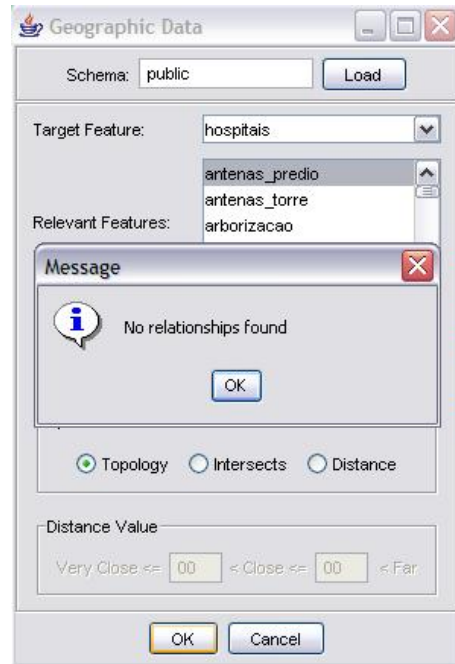 Geographic Data
Schema: public Load
Target Feature: hospitais
antenas_predio
antenas_torre
Relevant Features: arborizacao
Message
No relationships found
OK
Topology Intersects Distance
Distance Value
Very Close <= 00 < Close <= 00 < Far
OK Cancel